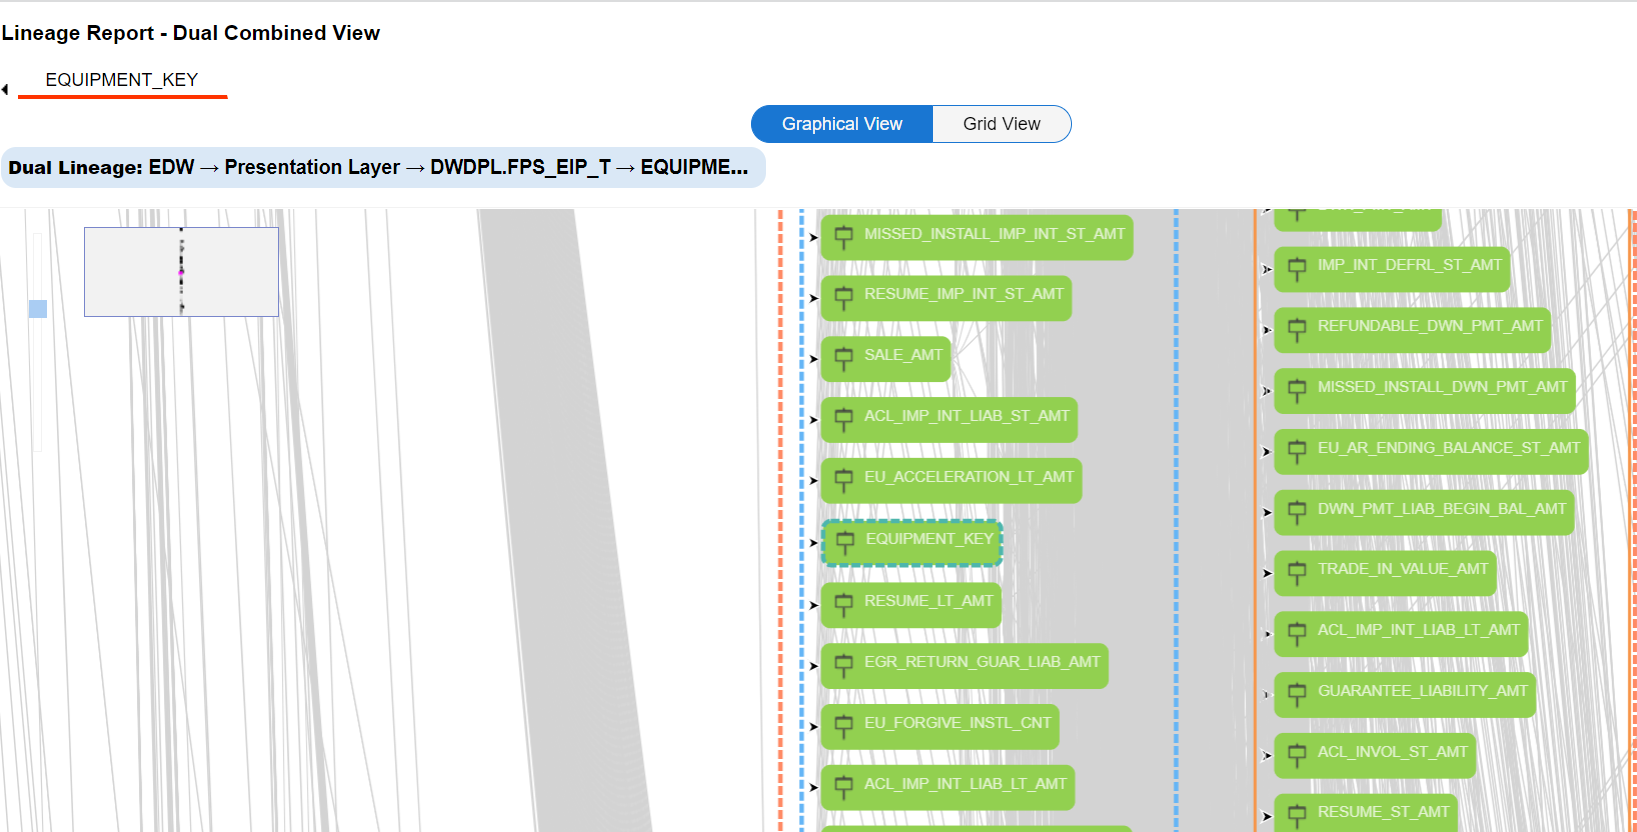 Lineage Report - Dual Combined View
EQUIPMENT_KEY
Graphical View
Grid View
Dual Lineage: EDW → Presentation Layer → DWDPL.FPS_EIP_T → EQUIPME...
MISSED_INSTALL_IMP_INT_ST_AMT
RESUME_IMP_INT_ST_AMT
SALE_AMT
ACL_IMP_INT_LIAB_ST_AMT
EU_ACCELERATION_LT_AMT
EQUIPMENT_KEY
RESUME_LT_AMT
EGR_RETURN_GUAR_LIAB_AMT
EU_FORGIVE_INSTL_CNT
ACL_IMP_INT_LIAB_LT_AMT
IMP_INT_DEFRL_ST_AMT
REFUNDABLE_DWN_PMT_AMT
MISSED_INSTALL_DWN_PMT_AMT
EU_AR_ENDING_BALANCE_ST_AMT
DWN_PMT_LIAB_BEGIN_BAL_AMT
TRADE_IN_VALUE_AMT
ACL_IMP_INT_LIAB_LT_AMT
GUARANTEE_LIABILITY_AMT
ACL_INVOL_ST_AMT
RESUME_ST_AMT